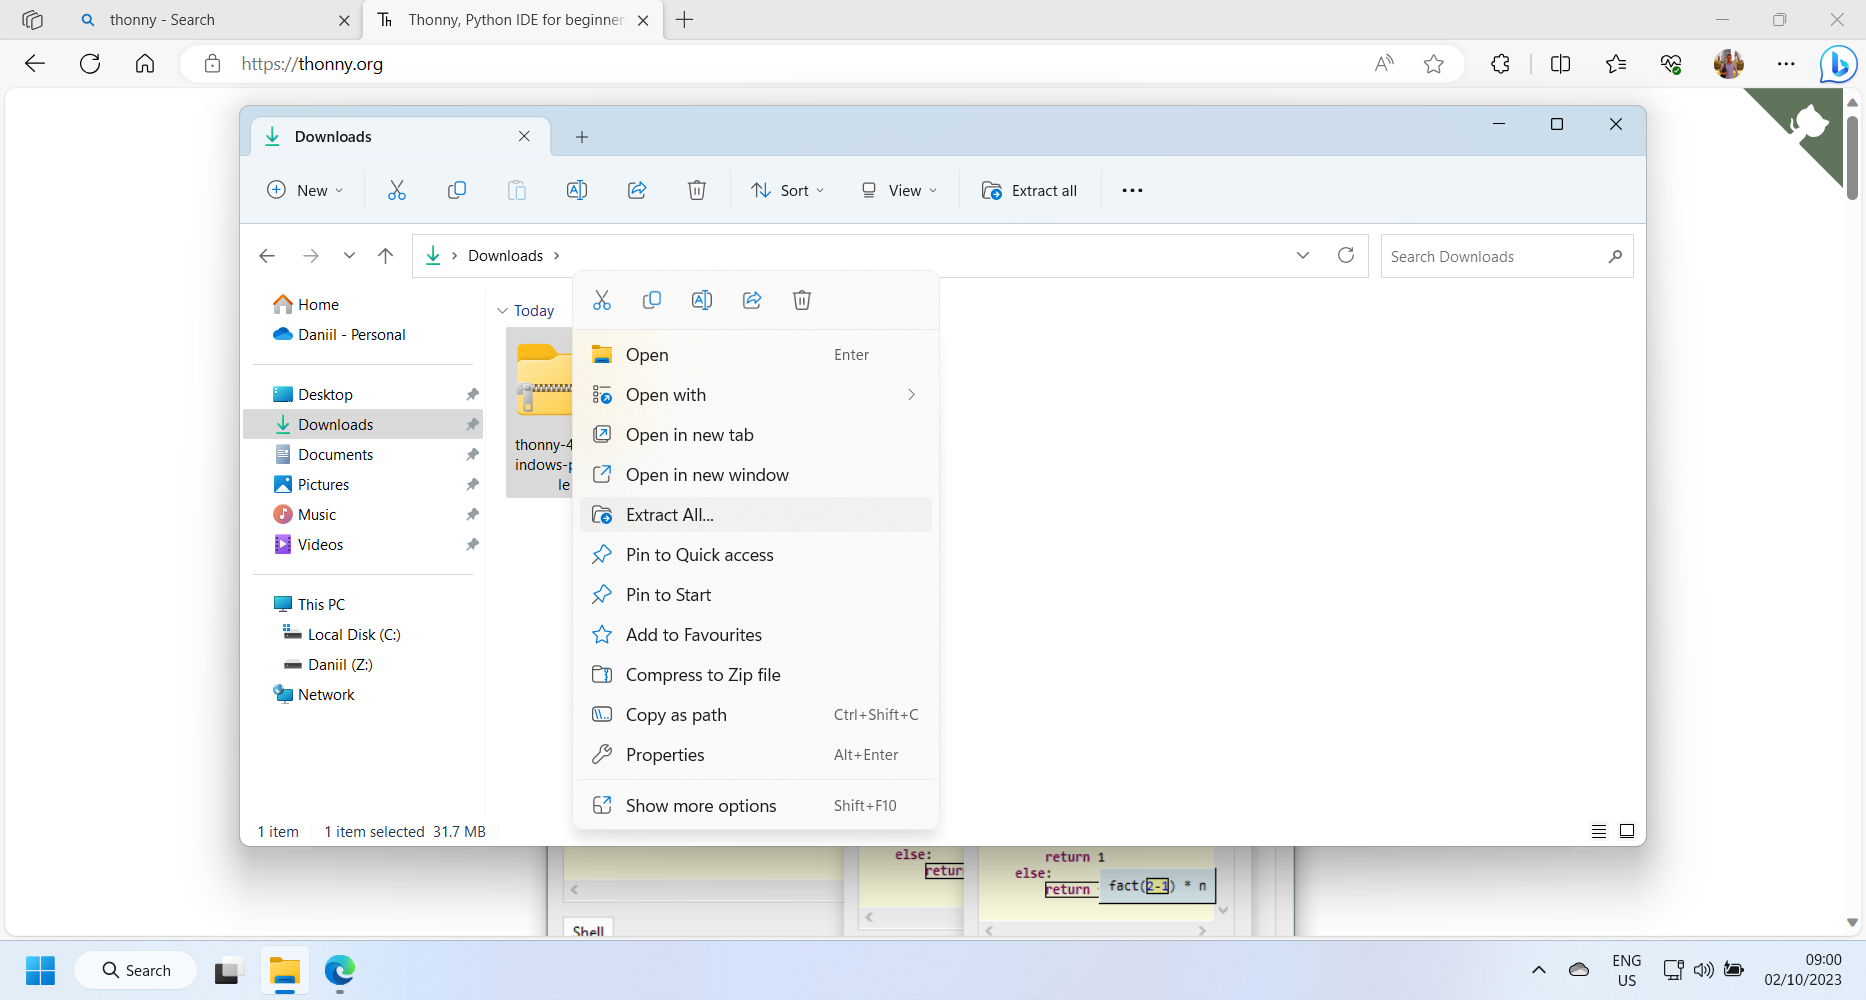 thonny - Search
Th Thonny, Python IDE for beginners
https://thonny.org
Downloads
New
Sort
View
Extract all
Downloads
Search Downloads
Home
Daniil - Personal
Desktop
Downloads
Documents
Pictures
Music
Videos
This PC
Local Disk (C:)
Daniil (Z:)
Network
Today
thonny-4
indows-p
le
Open Enter
Open with
Open in new tab
Open in new window
Extract All...
Pin to Quick access
Pin to Start
Add to Favourites
Compress to Zip file
Copy as path Ctrl+Shift+C
Properties Alt+Enter
Show more options Shift+F10
1 item 1 item selected 31.7 MB
else:
retur
return 1
else:
return
fact(2-1) * n
Shell
Search
ENG
US
09:00
02/10/2023